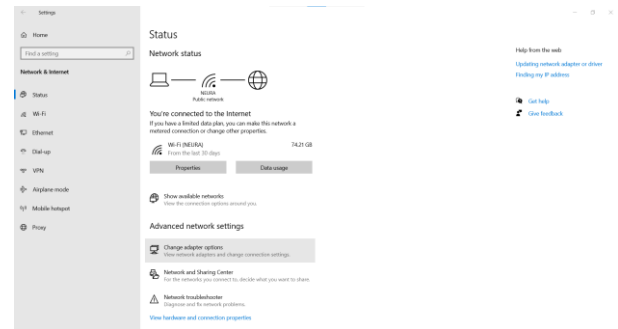 Settings
Home
Find a setting
Network & Internet
Status
Wi-Fi
Ethernet
Dial-up
VPN
Airplane mode
Mobile hotspot
Proxy
Status
Network status
NEURA
Public network
You're connected to the Internet
If you have a limited data plan, you can make this network a
metered connection or change other properties.
Wi-Fi (NEURA)
74.21 GB
From the last 30 days
Properties
Data usage
Show available networks
View the connection options around you.
Advanced network settings
Change adapter options
View network adapters and change connection settings.
Network and Sharing Center
For the networks you connect to, decide what you want to share.
Network troubleshooter
Diagnose and fix network problems.
View hardware and connection properties
Help from the web
Updating network adapter or driver
Finding my IP address
Get help
Give feedback